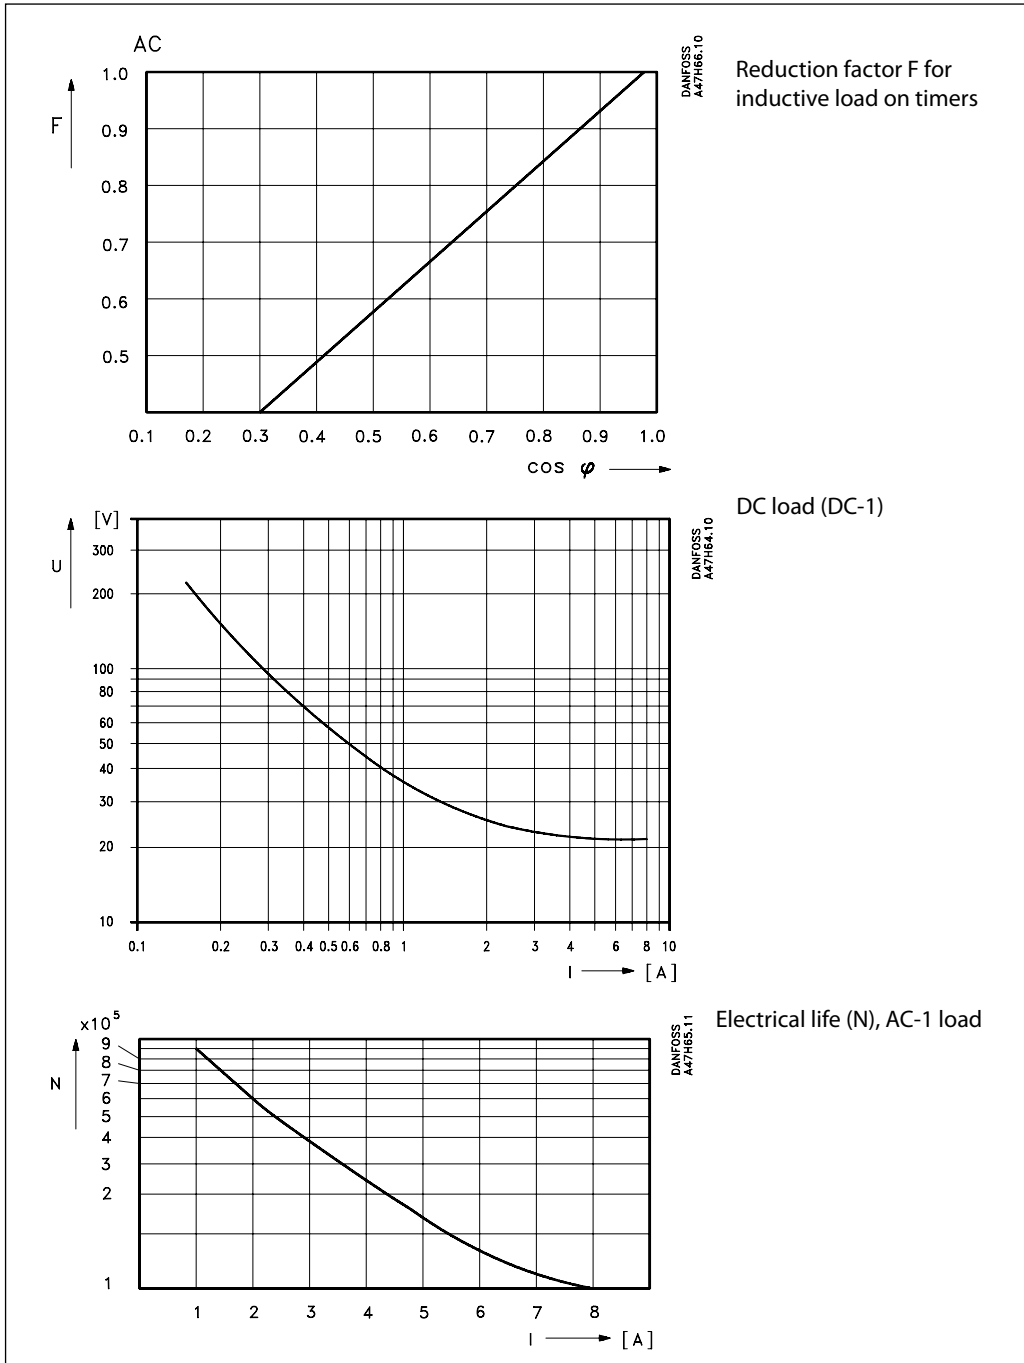 AC
F
1.0
0.9
0.8
0.7
0.6
0.5
0.1 0.2 0.3 0.4 0.5 0.6 0.7 0.8 0.9 1.0
cos φ
DANFOSS
A47H66.10
Reduction factor F for
inductive load on timers
[V]
U
300
200
100
80
60
50
40
30
20
10
0.1 0.2 0.3 0.4 0.5 0.6 0.8 1 2 3 4 6 8 10
I [A]
DANFOSS
A47H64.10
DC load (DC-1)
x10⁵
N
9
8
7
6
5
4
3
2
1
1 2 3 4 5 6 7 8
I [A]
DANFOSS
A47H65.11
Electrical life (N), AC-1 load